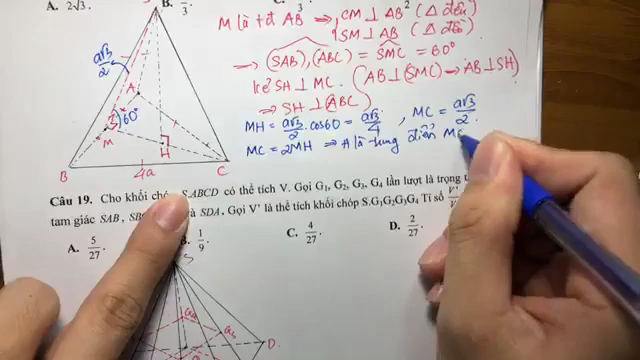 A. 2√3.
B.
M là tđ AB ⇒ {CM ⊥ AB (△ đều)
SM ⊥ AB (△ đều)
→ (SAB),(ABC) = SMC = 60°
kẻ SH ⊥ MC. (AB ⊥ (SMC) → AB ⊥ SH)
⇒ SH ⊥ (ABC)
MH = a√3/2 . cos60 = a√3/4 , MC = a√3/2.
MC = 2MH ⇒ là trung điểm MC
a√3/2
A
60°
M
H
B
4a
C
Câu 19. Cho khối chóp S.ABCD có thể tích V. Gọi G₁, G₂, G₃, G₄ lần lượt là trọng
tam giác SAB, và SDA. Gọi V' là thể tích khối chóp S.G₁G₂G₃G₄ Tỉ số
A. 5/27. B. 1/9. C. 4/27. D. 2/27.
S
D